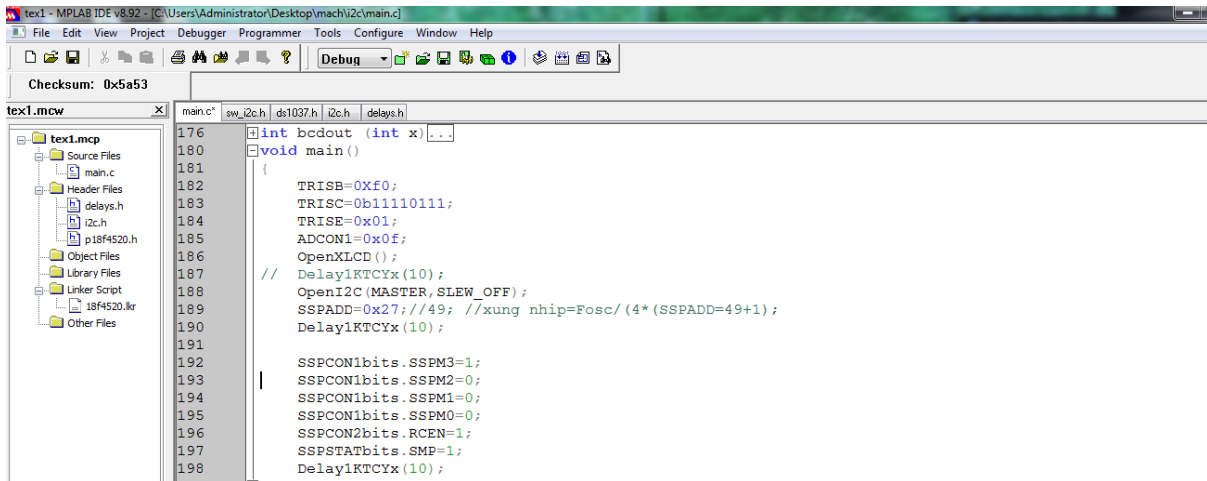 tex1 - MPLAB IDE v8.92 - [C:\Users\Administrator\Desktop\mach\i2c\main.c]
File Edit View Project Debugger Programmer Tools Configure Window Help
Debug
Checksum: 0x5a53
tex1.mcw
tex1.mcp
Source Files
main.c
Header Files
delays.h
i2c.h
p18f4520.h
Object Files
Library Files
Linker Script
18f4520.lkr
Other Files
main.c* sw_i2c.h ds1037.h i2c.h delays.h
176 int bcdout (int x)...
180 void main()
181 {
182 TRISB=0Xf0;
183 TRISC=0b11110111;
184 TRISE=0x01;
185 ADCON1=0x0f;
186 OpenXLCD();
187 // Delay1KTCYx(10);
188 OpenI2C(MASTER,SLEW_OFF);
189 SSPADD=0x27;//49; //xung nhip=Fosc/(4*(SSPADD=49+1);
190 Delay1KTCYx(10);
191
192 SSPCON1bits.SSPM3=1;
193 SSPCON1bits.SSPM2=0;
194 SSPCON1bits.SSPM1=0;
195 SSPCON1bits.SSPM0=0;
196 SSPCON2bits.RCEN=1;
197 SSPSTATbits.SMP=1;
198 Delay1KTCYx(10);